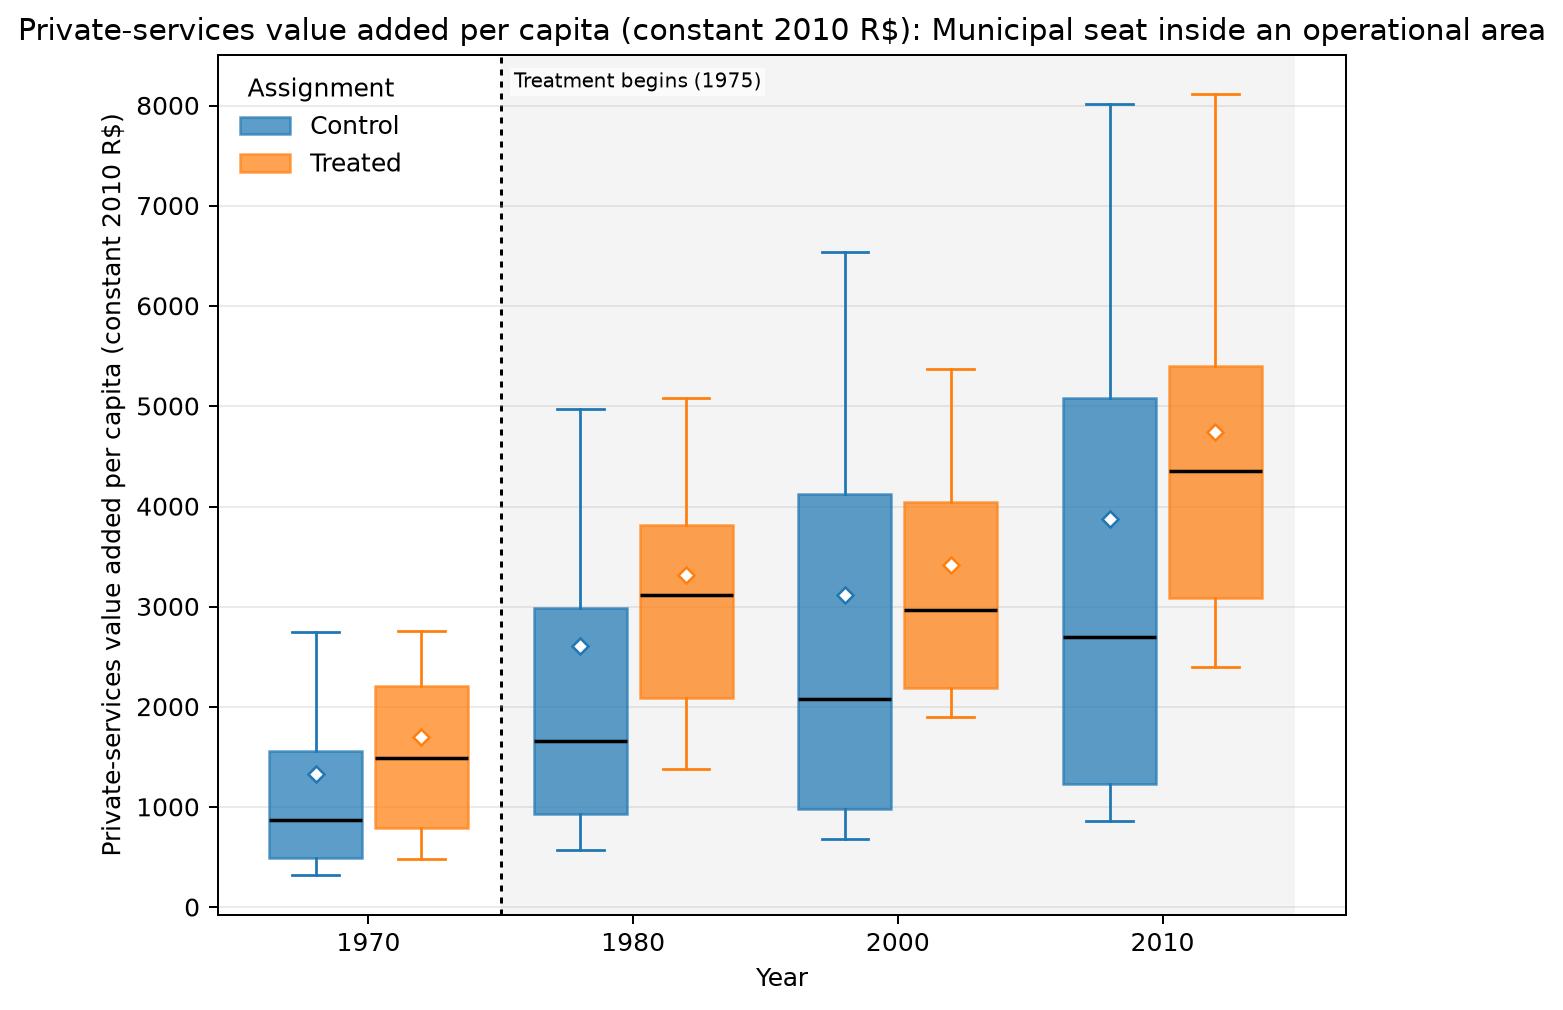 Private-services value added per capita (constant 2010 R$): Municipal seat inside an operational area
Private-services value added per capita (constant 2010 R$)
Assignment
Control
Treated
Treatment begins (1975)
8000
7000
6000
5000
4000
3000
2000
1000
0
1970
1980
2000
2010
Year